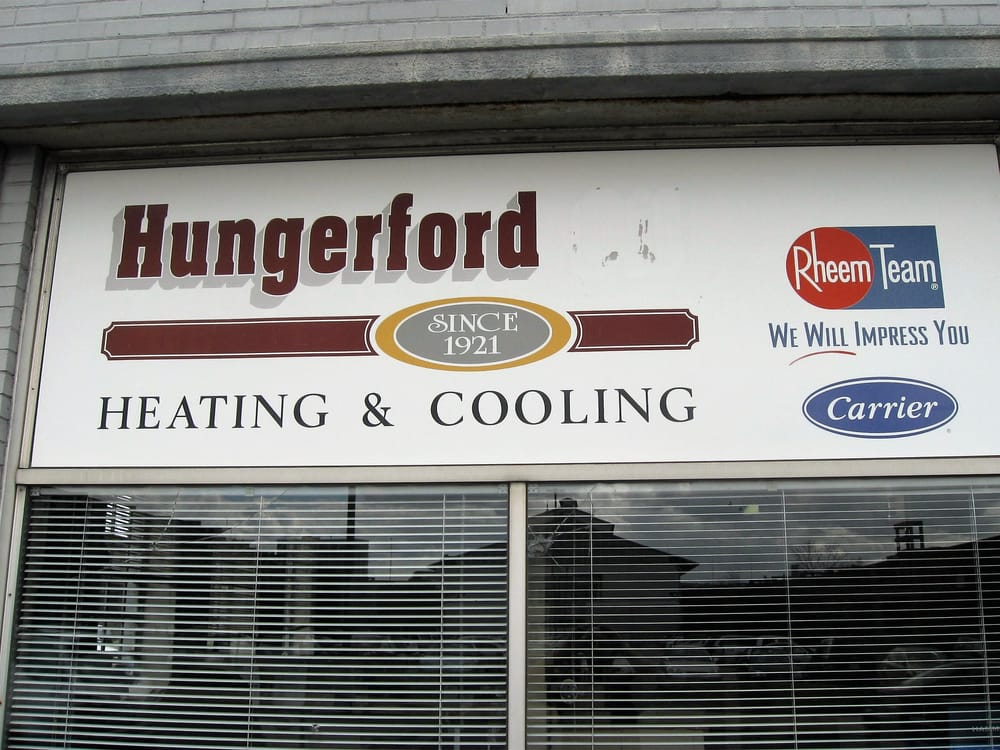 Hungerford
SINCE
1921
HEATING & COOLING
Rheem Team®
WE WILL IMPRESS YOU
Carrier